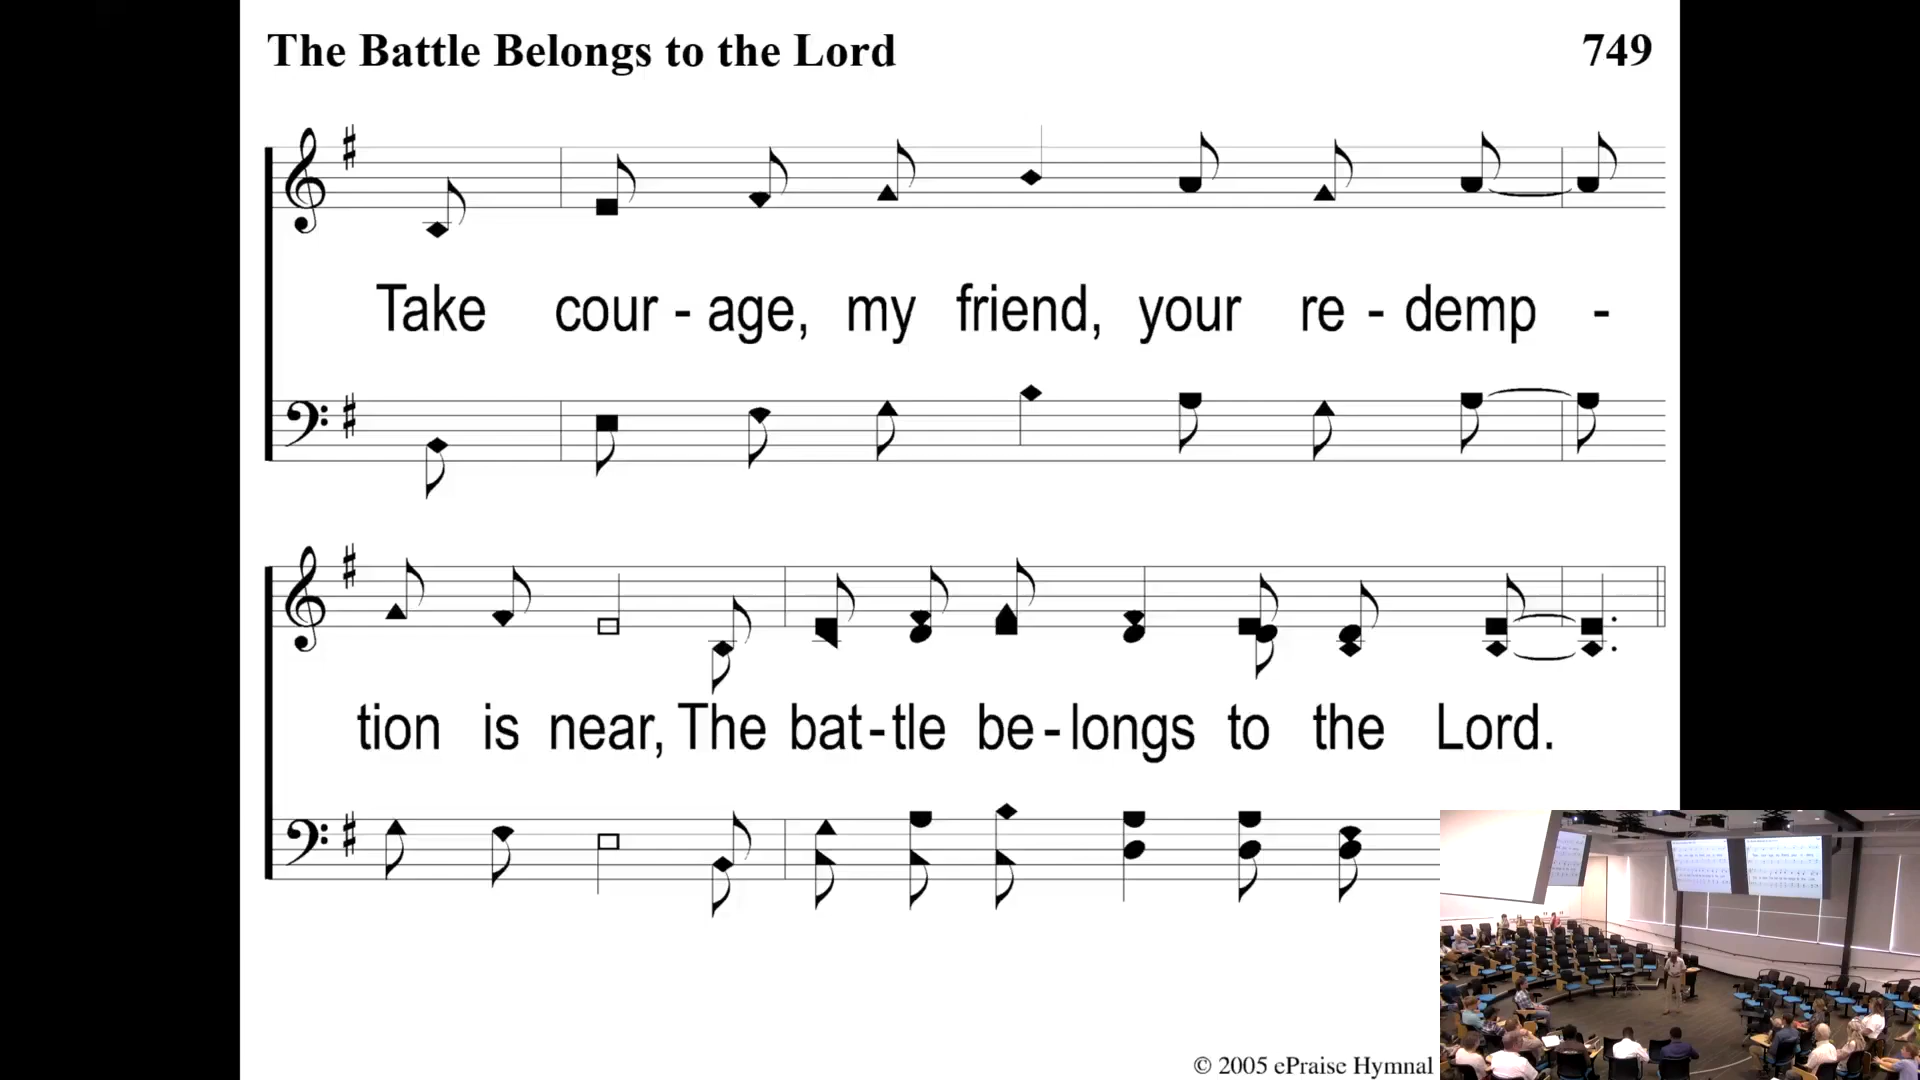 The Battle Belongs to the Lord 749
Take cour - age, my friend, your re - demp -
tion is near, The bat - tle be - longs to the Lord.
© 2005 ePraise Hymnal